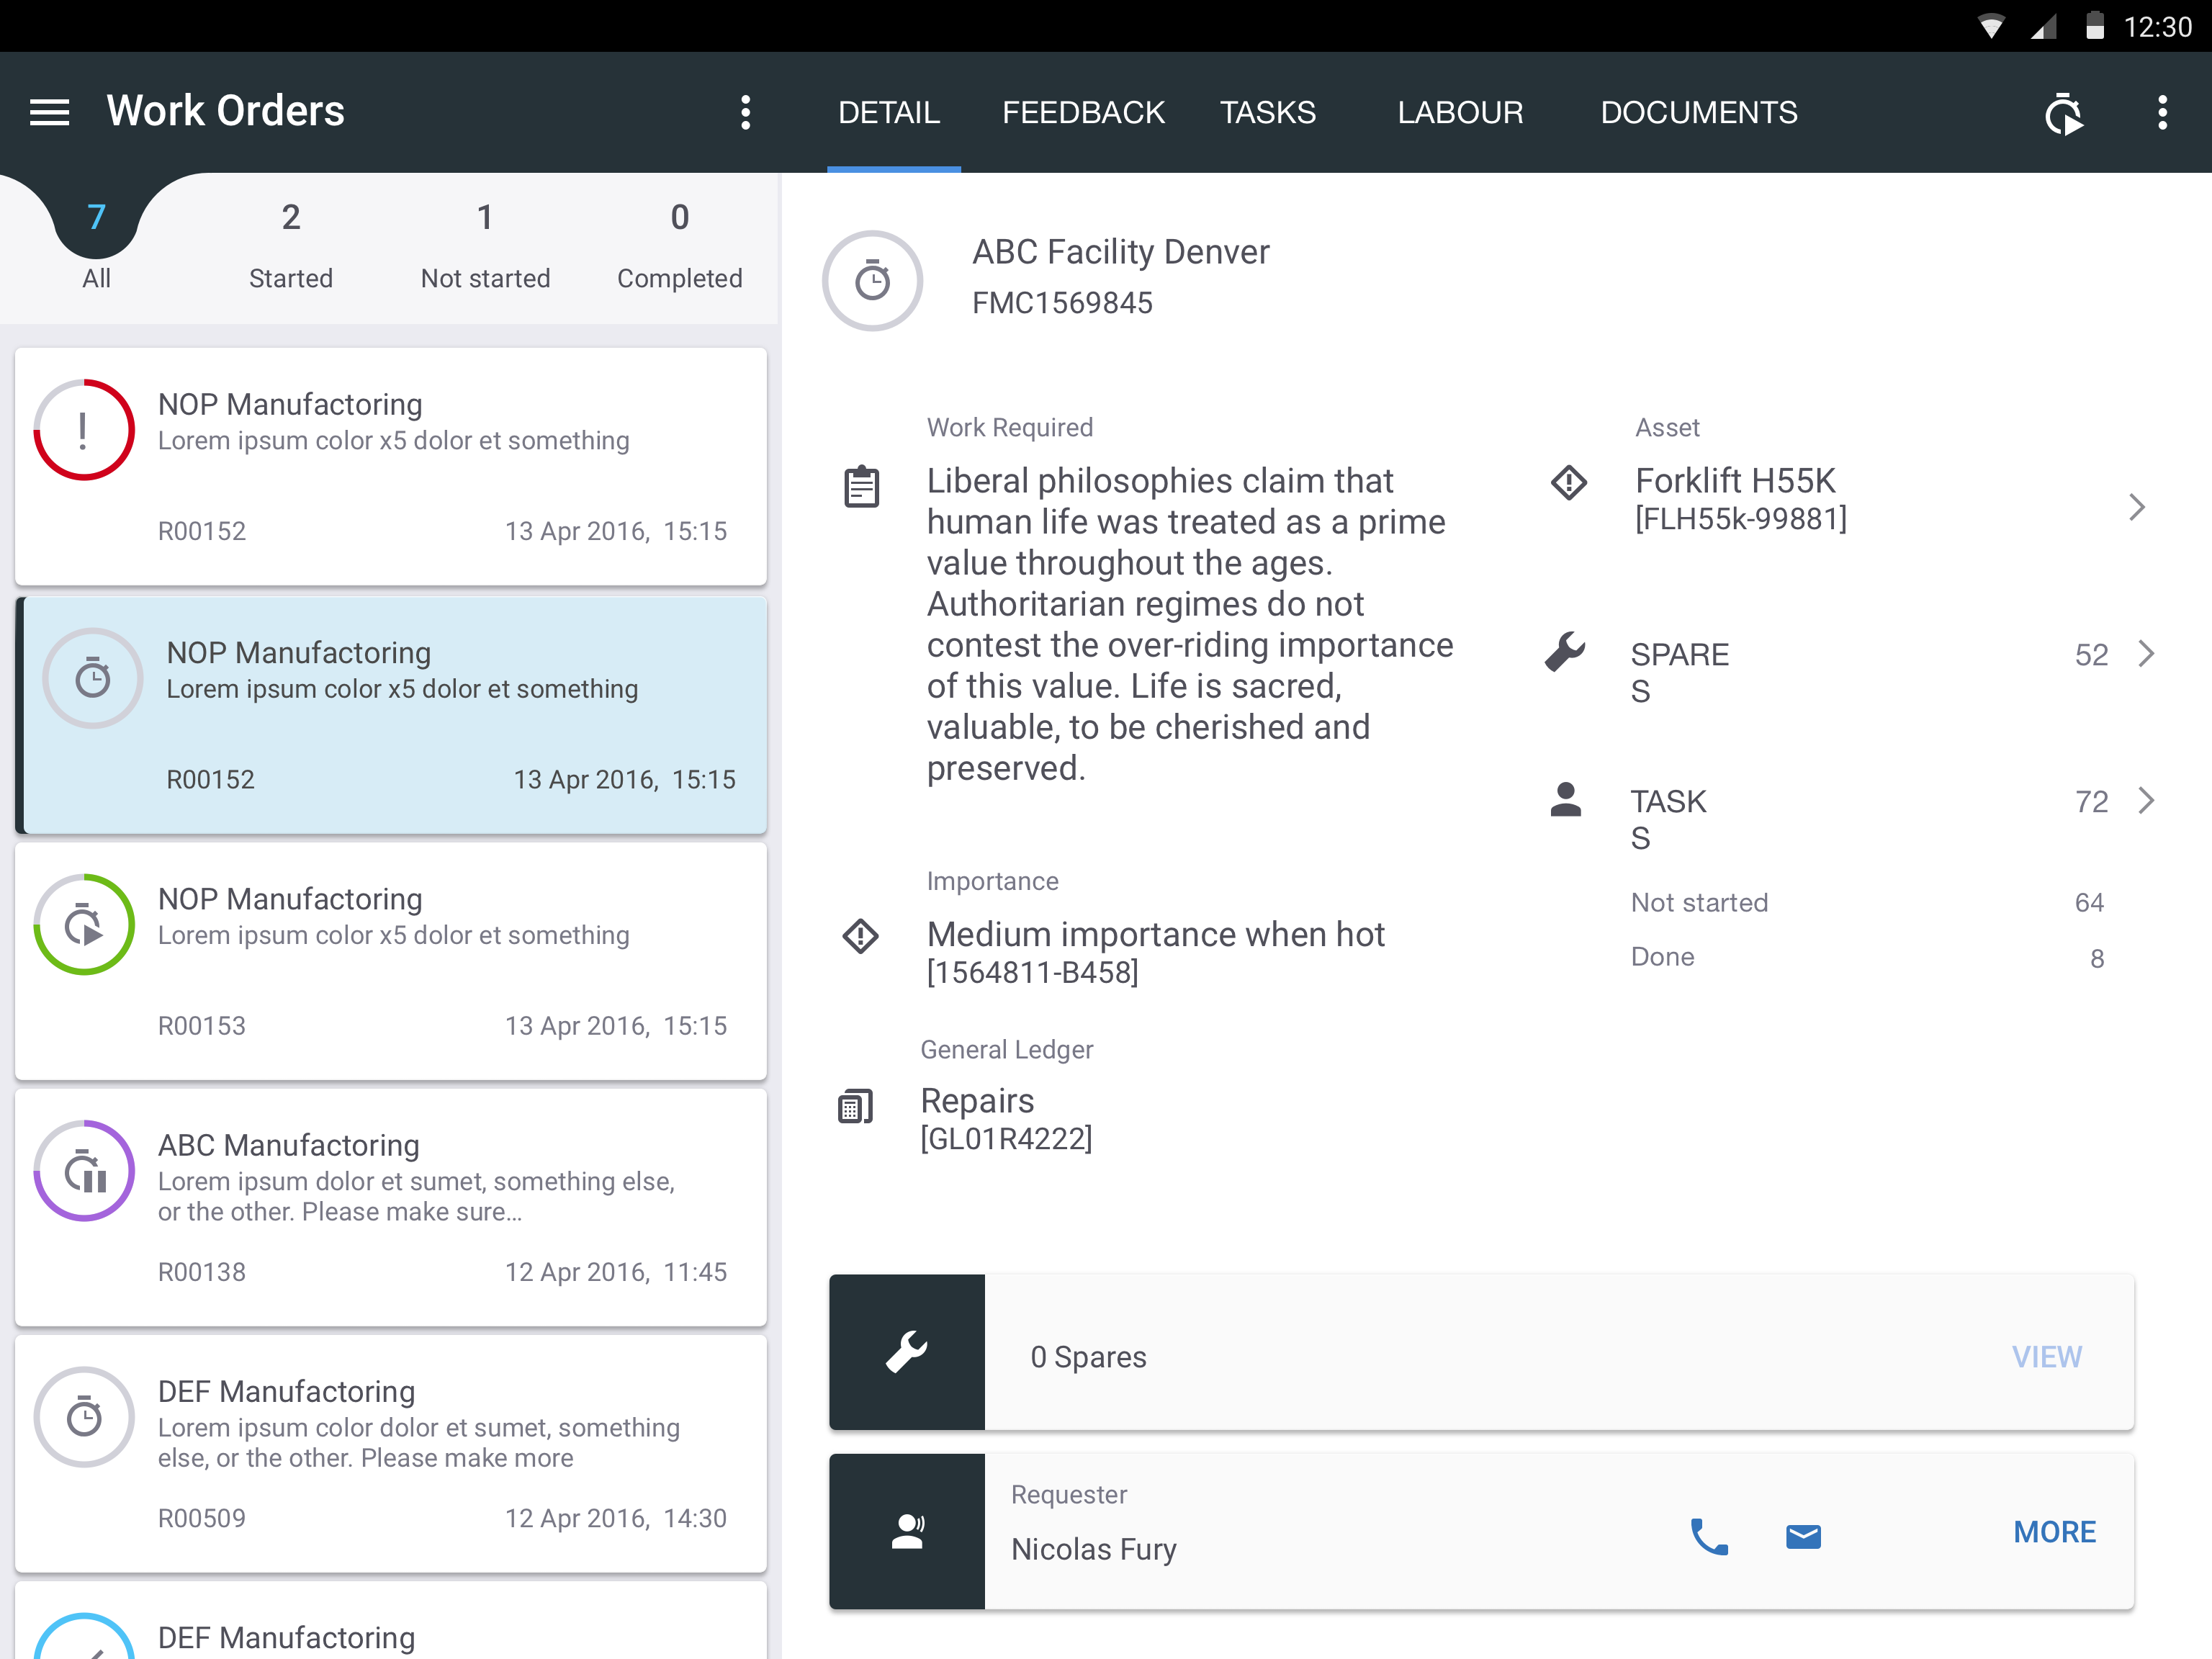 12:30
Work Orders
DETAIL FEEDBACK TASKS LABOUR DOCUMENTS
7 2 1 0
All Started Not started Completed
NOP Manufactoring
Lorem ipsum color x5 dolor et something
R00152 13 Apr 2016, 15:15
NOP Manufactoring
Lorem ipsum color x5 dolor et something
R00152 13 Apr 2016, 15:15
NOP Manufactoring
Lorem ipsum color x5 dolor et something
R00153 13 Apr 2016, 15:15
ABC Manufactoring
Lorem ipsum dolor et sumet, something else,
or the other. Please make sure...
R00138 12 Apr 2016, 11:45
DEF Manufactoring
Lorem ipsum color dolor et sumet, something
else, or the other. Please make more
R00509 12 Apr 2016, 14:30
DEF Manufactoring
ABC Facility Denver
FMC1569845
Work Required
Liberal philosophies claim that
human life was treated as a prime
value throughout the ages.
Authoritarian regimes do not
contest the over-riding importance
of this value. Life is sacred,
valuable, to be cherished and
preserved.
Importance
Medium importance when hot
[1564811-B458]
General Ledger
Repairs
[GL01R4222]
Asset
Forklift H55K
[FLH55k-99881]
SPARE 52
S
TASK 72
S
Not started 64
Done 8
0 Spares VIEW
Requester
Nicolas Fury MORE